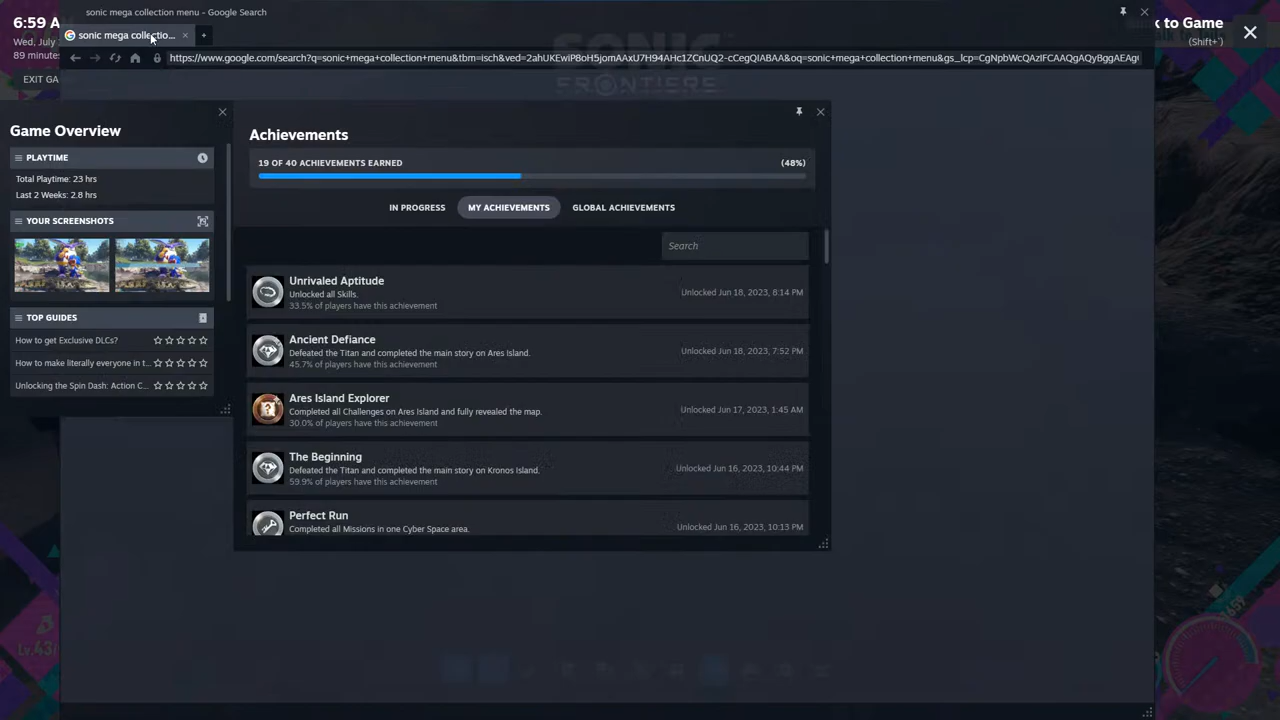 sonic mega collection menu - Google Search
6:59 A
k to Game
sonic mega collectio...
Wed, July
(Shift+`)
89 minute
https://www.google.com/search?q=sonic+mega+collection+menu&tbm=isch&ved=2ahUKEwiP8oH5jomAAxU7H94AHc1ZCnUQ2-cCegQIABAA&oq=sonic+mega+collection+menu&gs_lcp=CgNpbWcQAzIFCAAQgAQyBggAEAg
EXIT GA
SONIC
FRONTIERS
Game Overview
PLAYTIME
Total Playtime: 23 hrs
Last 2 Weeks: 2.8 hrs
YOUR SCREENSHOTS
TOP GUIDES
How to get Exclusive DLCs?
How to make literally everyone in t...
Unlocking the Spin Dash: Action C...
Achievements
19 OF 40 ACHIEVEMENTS EARNED (48%)
IN PROGRESS MY ACHIEVEMENTS GLOBAL ACHIEVEMENTS
Search
Unrivaled Aptitude
Unlocked all Skills.
33.5% of players have this achievement
Unlocked Jun 18, 2023, 8:14 PM
Ancient Defiance
Defeated the Titan and completed the main story on Ares Island.
45.7% of players have this achievement
Unlocked Jun 18, 2023, 7:52 PM
Ares Island Explorer
Completed all Challenges on Ares Island and fully revealed the map.
30.0% of players have this achievement
Unlocked Jun 17, 2023, 1:45 AM
The Beginning
Defeated the Titan and completed the main story on Kronos Island.
59.9% of players have this achievement
Unlocked Jun 16, 2023, 10:44 PM
Perfect Run
Completed all Missions in one Cyber Space area.
Unlocked Jun 16, 2023, 10:13 PM
Lv.43/